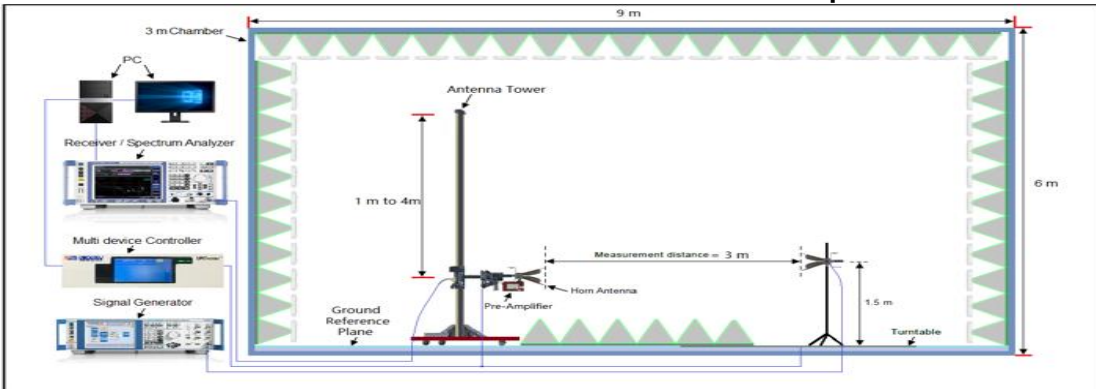 9 m
3 m Chamber
PC
Antenna Tower
Receiver / Spectrum Analyzer
6 m
1 m to 4m
Multi device Controller
Measurement distance = 3 m
Horn Antenna
Signal Generator
Pre-Amplifier
1.5 m
Ground
Reference
Plane
Turntable